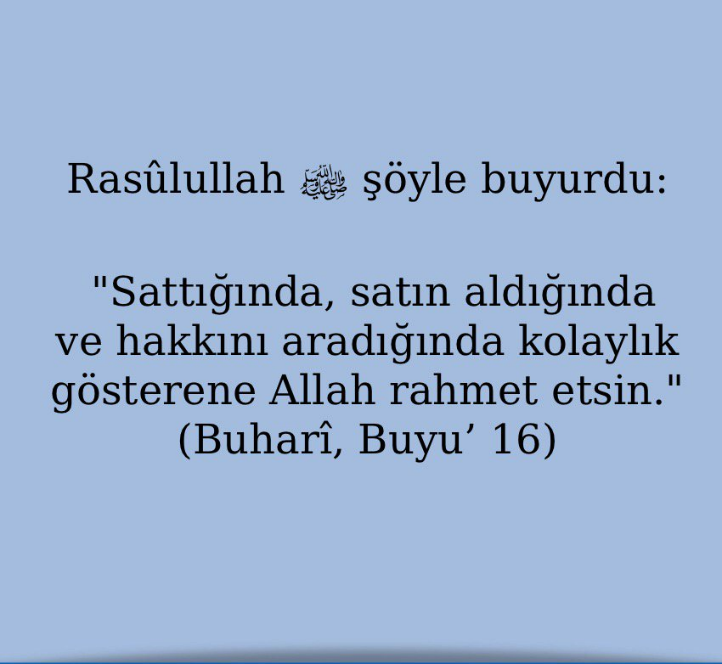 Rasûlullah ﷺ şöyle buyurdu:
"Sattığında, satın aldığında
ve hakkını aradığında kolaylık
gösterene Allah rahmet etsin."
(Buharî, Buyu’ 16)